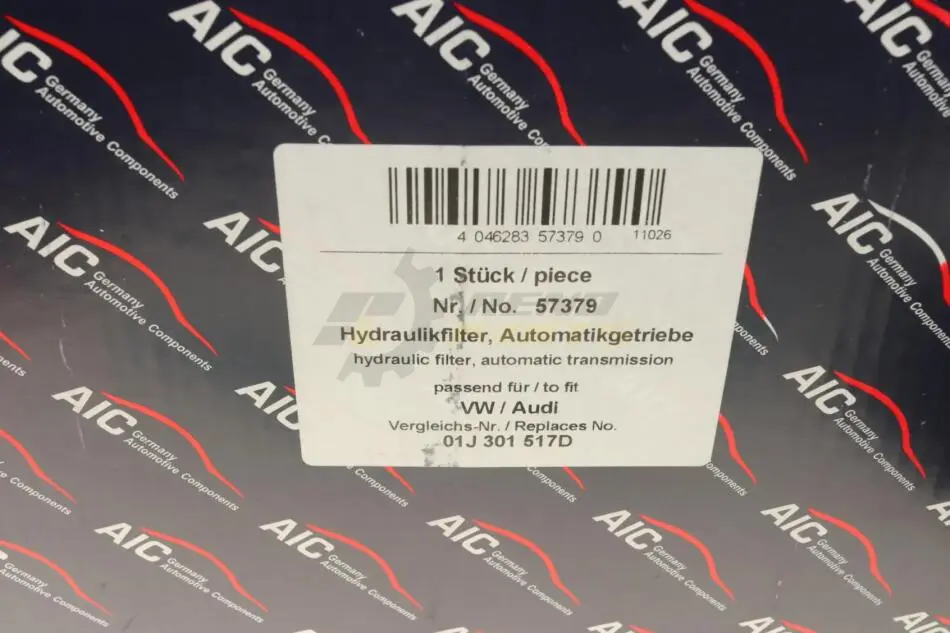 AIC Germany Automotive Components
4 046283 57379 0
11026
1 Stück / piece
Nr. / No. 57379
Hydraulikfilter, Automatikgetriebe
hydraulic filter, automatic transmission
passend für / to fit
VW / Audi
Vergleichs-Nr. / Replaces No.
01J 301 517D